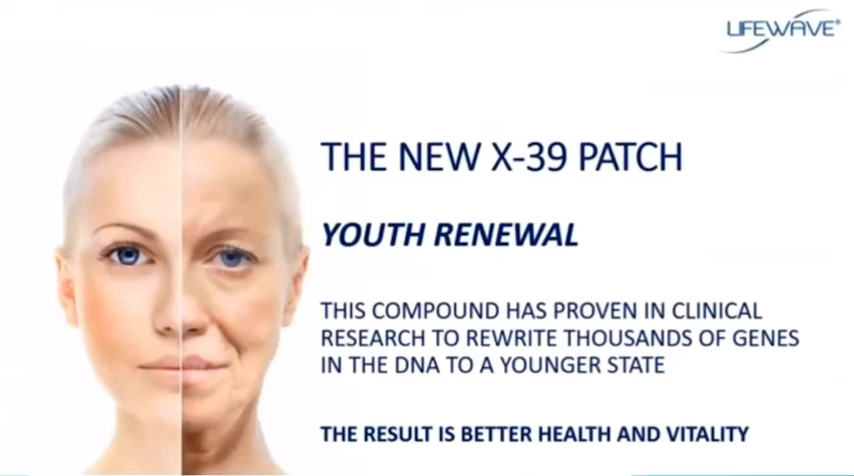 LIFEWAVE®
THE NEW X-39 PATCH
YOUTH RENEWAL
THIS COMPOUND HAS PROVEN IN CLINICAL
RESEARCH TO REWRITE THOUSANDS OF GENES
IN THE DNA TO A YOUNGER STATE
THE RESULT IS BETTER HEALTH AND VITALITY